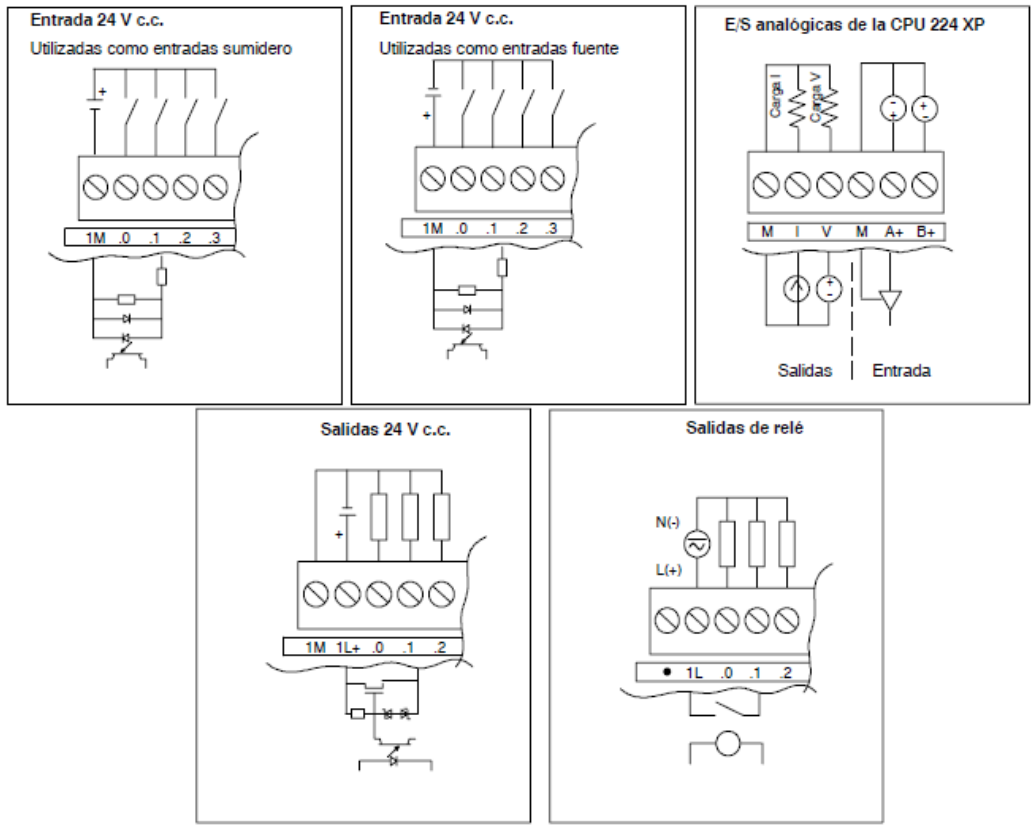 Entrada 24 V c.c.
Utilizadas como entradas sumidero
+
1M .0 .1 .2 .3
Entrada 24 V c.c.
Utilizadas como entradas fuente
+
1M .0 .1 .2 .3
E/S analógicas de la CPU 224 XP
Carga I
Carga V
- +
+ -
M I V M A+ B+
+ -
Salidas Entrada
Salidas 24 V c.c.
+
1M 1L+ .0 .1 .2
Salidas de relé
N(-)
L(+)
1L .0 .1 .2